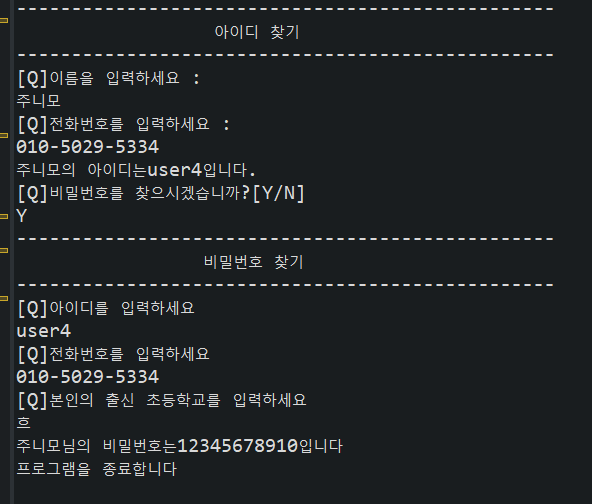 -------------------------------------------------
아이디 찾기
-------------------------------------------------
[Q]이름을 입력하세요 :
주니모
[Q]전화번호를 입력하세요 :
010-5029-5334
주니모의 아이디는user4입니다.
[Q]비밀번호를 찾으시겠습니까?[Y/N]
Y
-------------------------------------------------
비밀번호 찾기
-------------------------------------------------
[Q]아이디를 입력하세요
user4
[Q]전화번호를 입력하세요
010-5029-5334
[Q]본인의 출신 초등학교를 입력하세요
흐
주니모님의 비밀번호는12345678910입니다
프로그램을 종료합니다